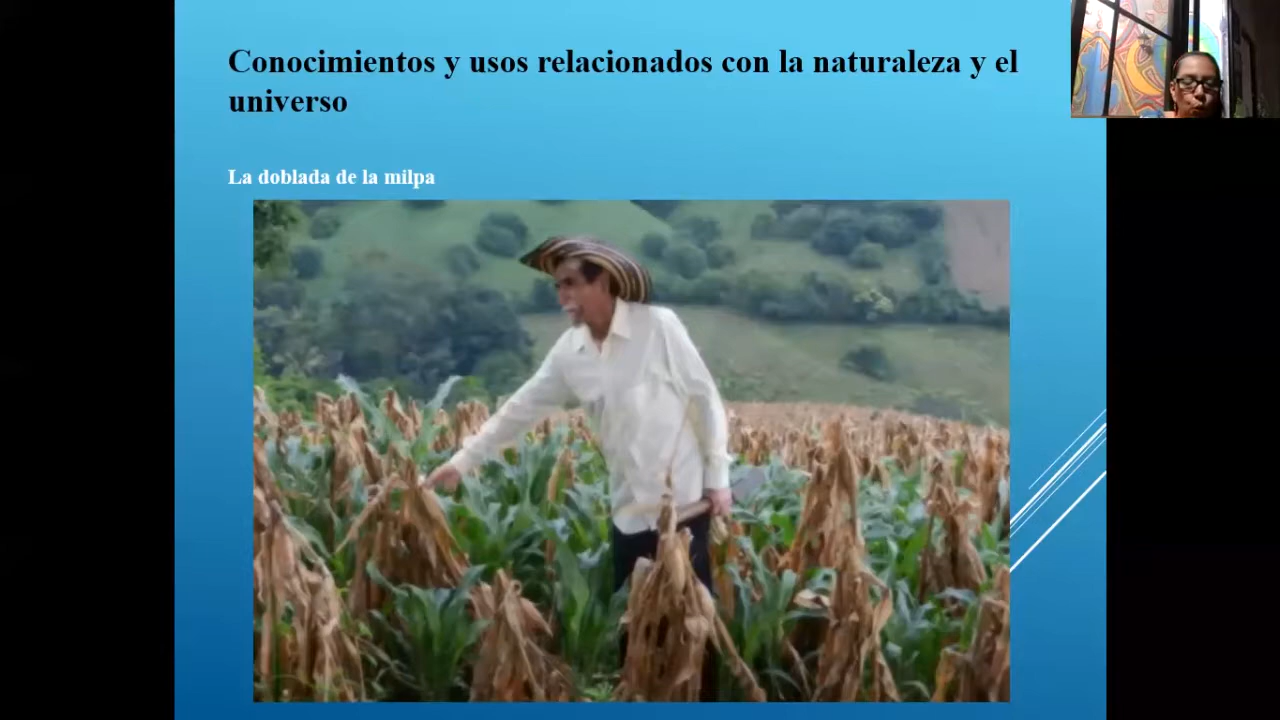 Conocimientos y usos relacionados con la naturaleza y el
universo
La doblada de la milpa